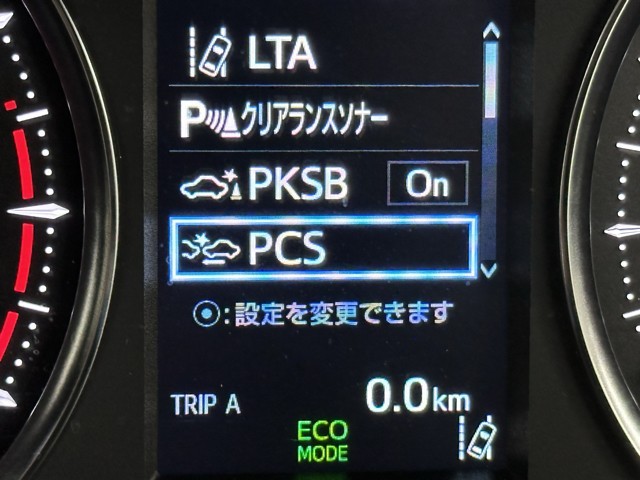 LTA
P クリアランスソナー
PKSB On
PCS
:設定を変更できます
TRIP A 0.0km
ECO
MODE